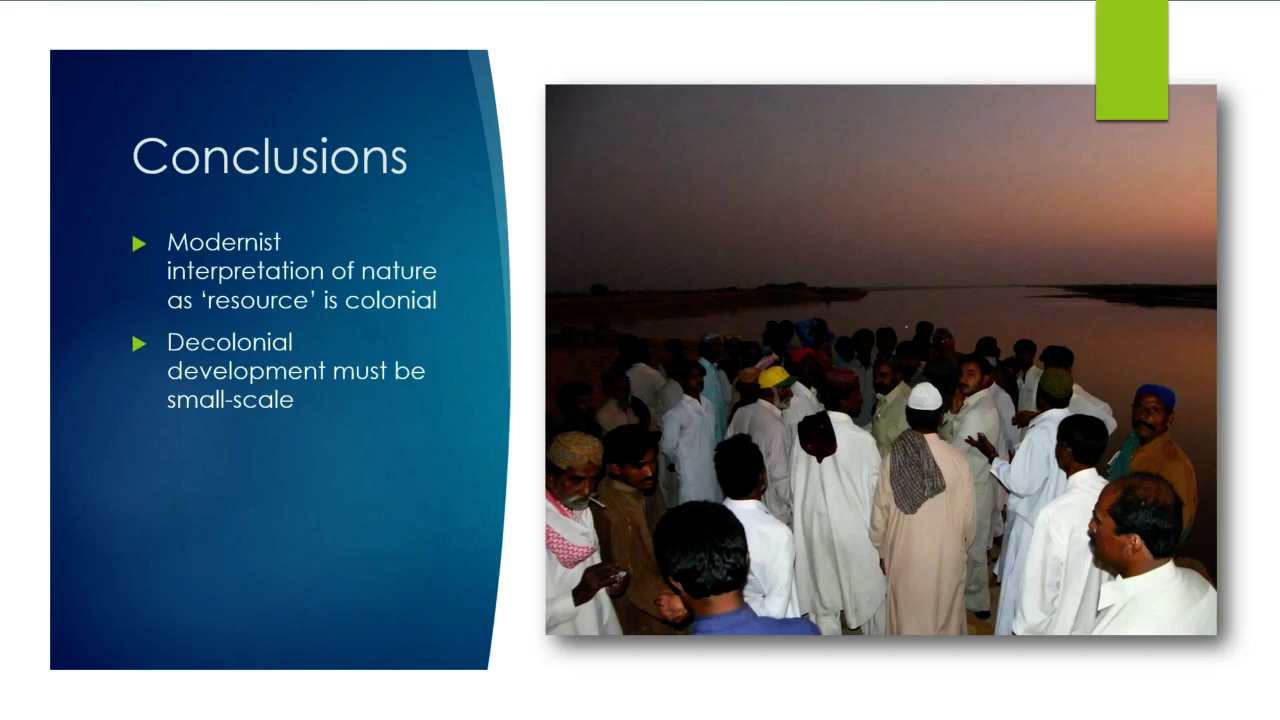 Conclusions
Modernist
interpretation of nature
as ‘resource’ is colonial
Decolonial
development must be
small-scale